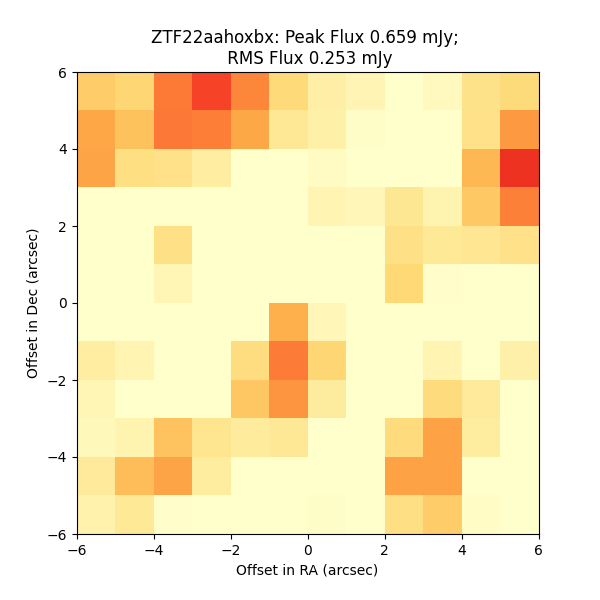 ZTF22aahoxbx: Peak Flux 0.659 mJy;
RMS Flux 0.253 mJy
6
4
2
0
−2
−4
−6
Offset in Dec (arcsec)
−6 −4 −2 0 2 4 6
Offset in RA (arcsec)